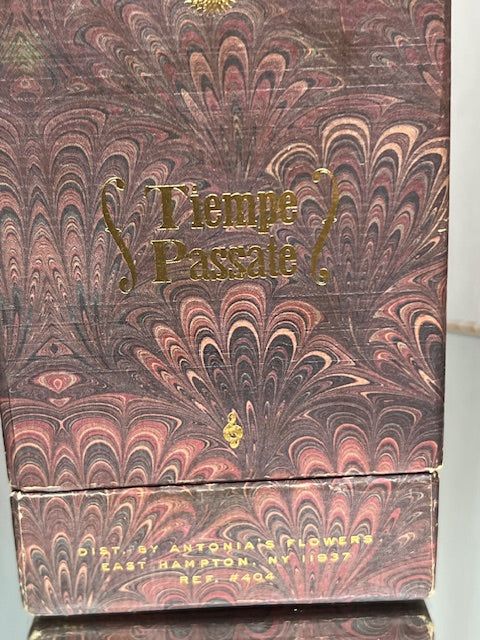 Tiempe
Passate
DIST. BY ANTONIA'S FLOWERS
EAST HAMPTON, NY 11937
REF. #404